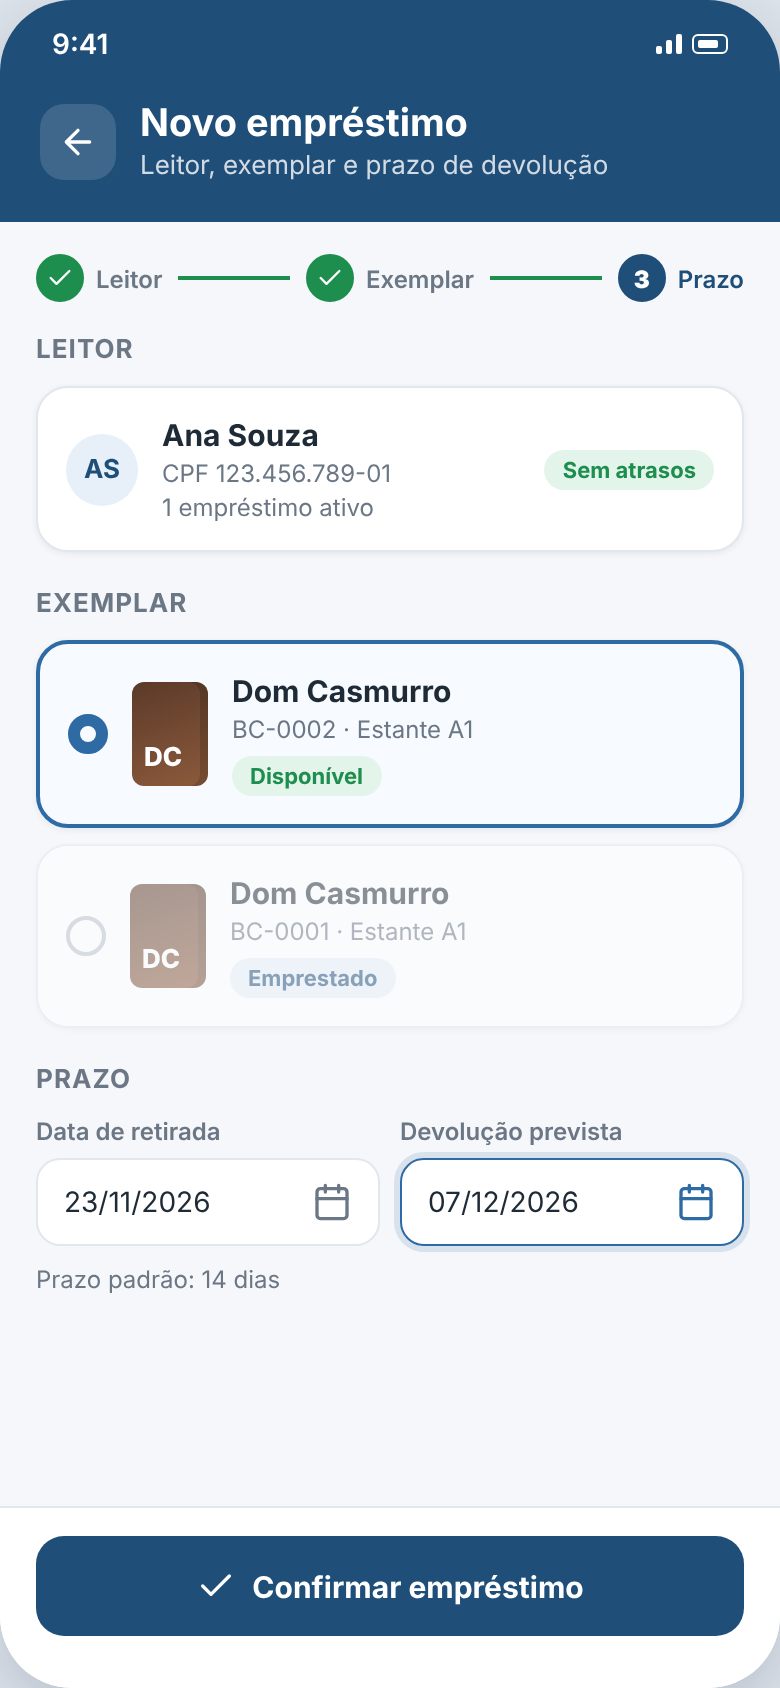 9:41
Novo empréstimo
Leitor, exemplar e prazo de devolução
Leitor
Exemplar
3 Prazo
LEITOR
AS
Ana Souza
CPF 123.456.789-01
1 empréstimo ativo
Sem atrasos
EXEMPLAR
DC
Dom Casmurro
BC-0002 · Estante A1
Disponível
DC
Dom Casmurro
BC-0001 · Estante A1
Emprestado
PRAZO
Data de retirada
Devolução prevista
23/11/2026
07/12/2026
Prazo padrão: 14 dias
Confirmar empréstimo